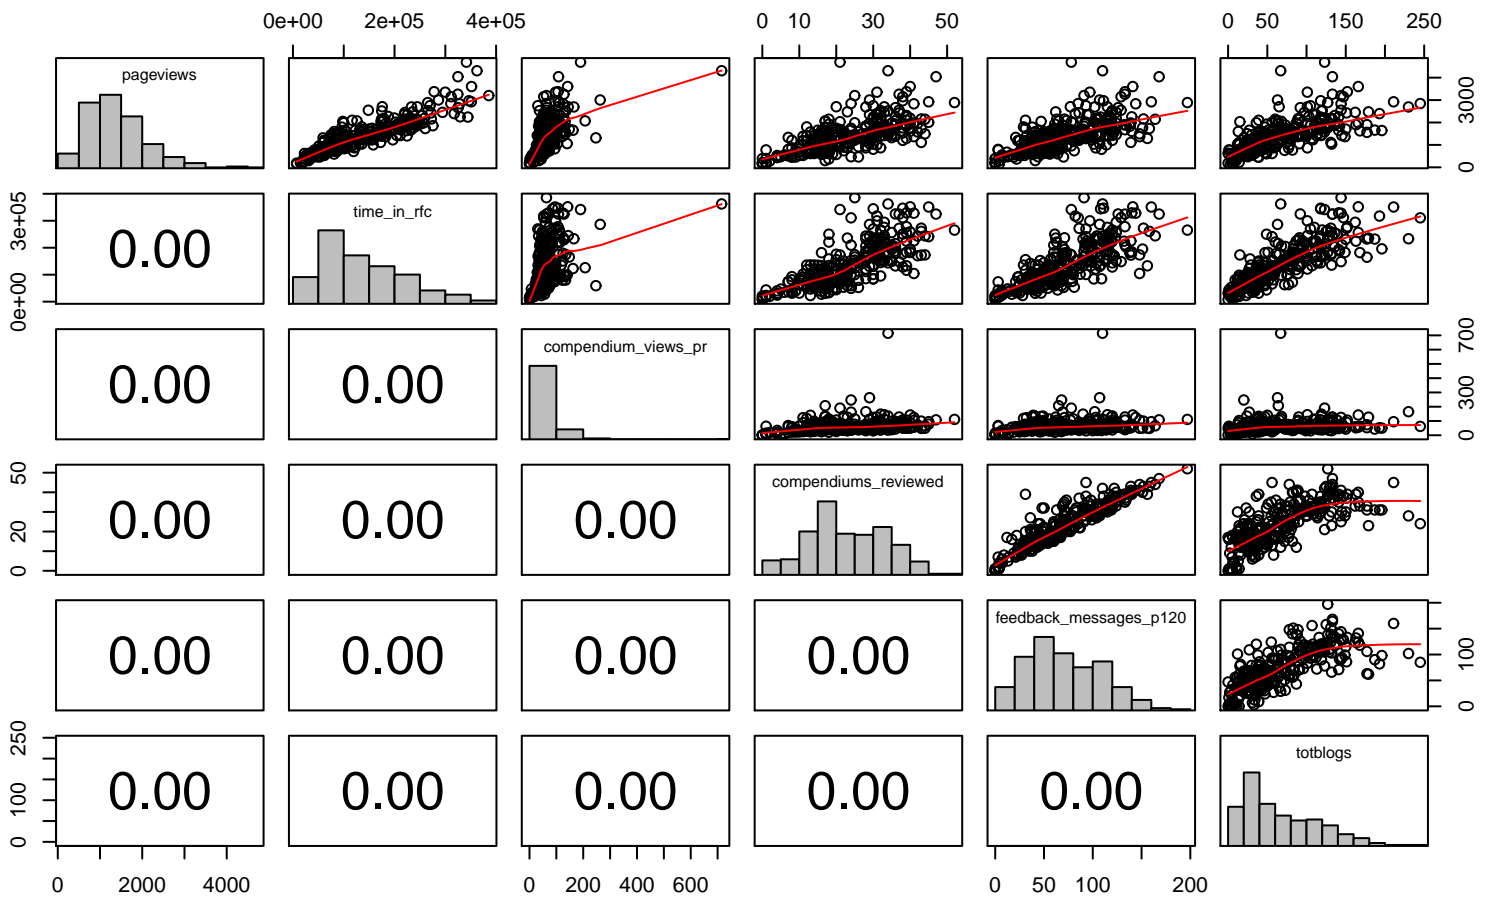 0e+00 2e+05 4e+05 0 10 30 50 0 50 150 250
pageviews
0 3000
3e+05
0e+00
0.00
time_in_rfc
0.00
0.00
compendium_views_pr
700
300
0
50
20
0
0.00
0.00
0.00
compendiums_reviewed
0.00
0.00
0.00
0.00
feedback_messages_p120
100
0
250
100
0
0.00
0.00
0.00
0.00
0.00
totblogs
0 2000 4000 0 200 400 600 0 50 100 200